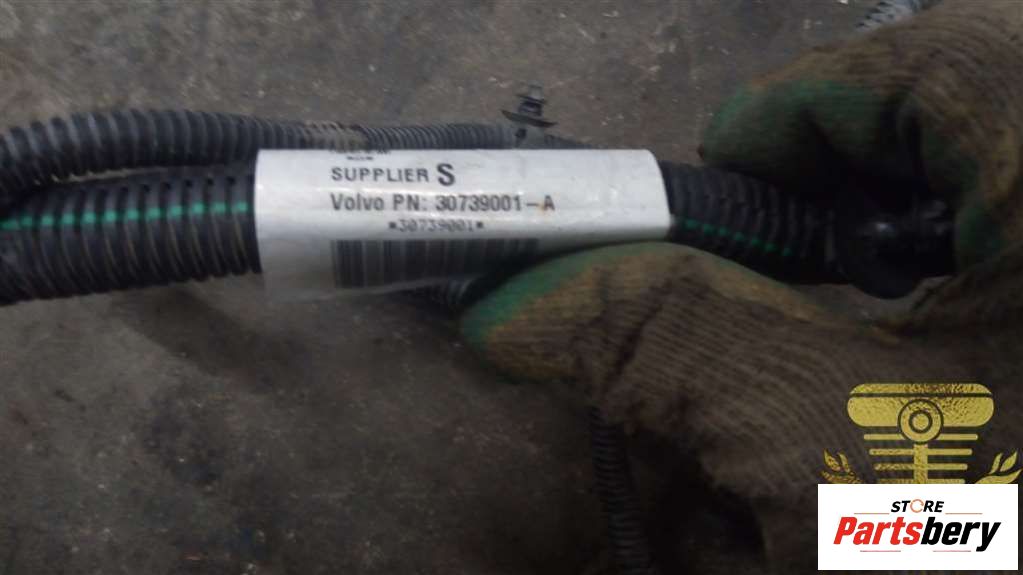 SUPPLIER S
Volvo PN: 30739001-A
*30739001*
STORE
Partsbery